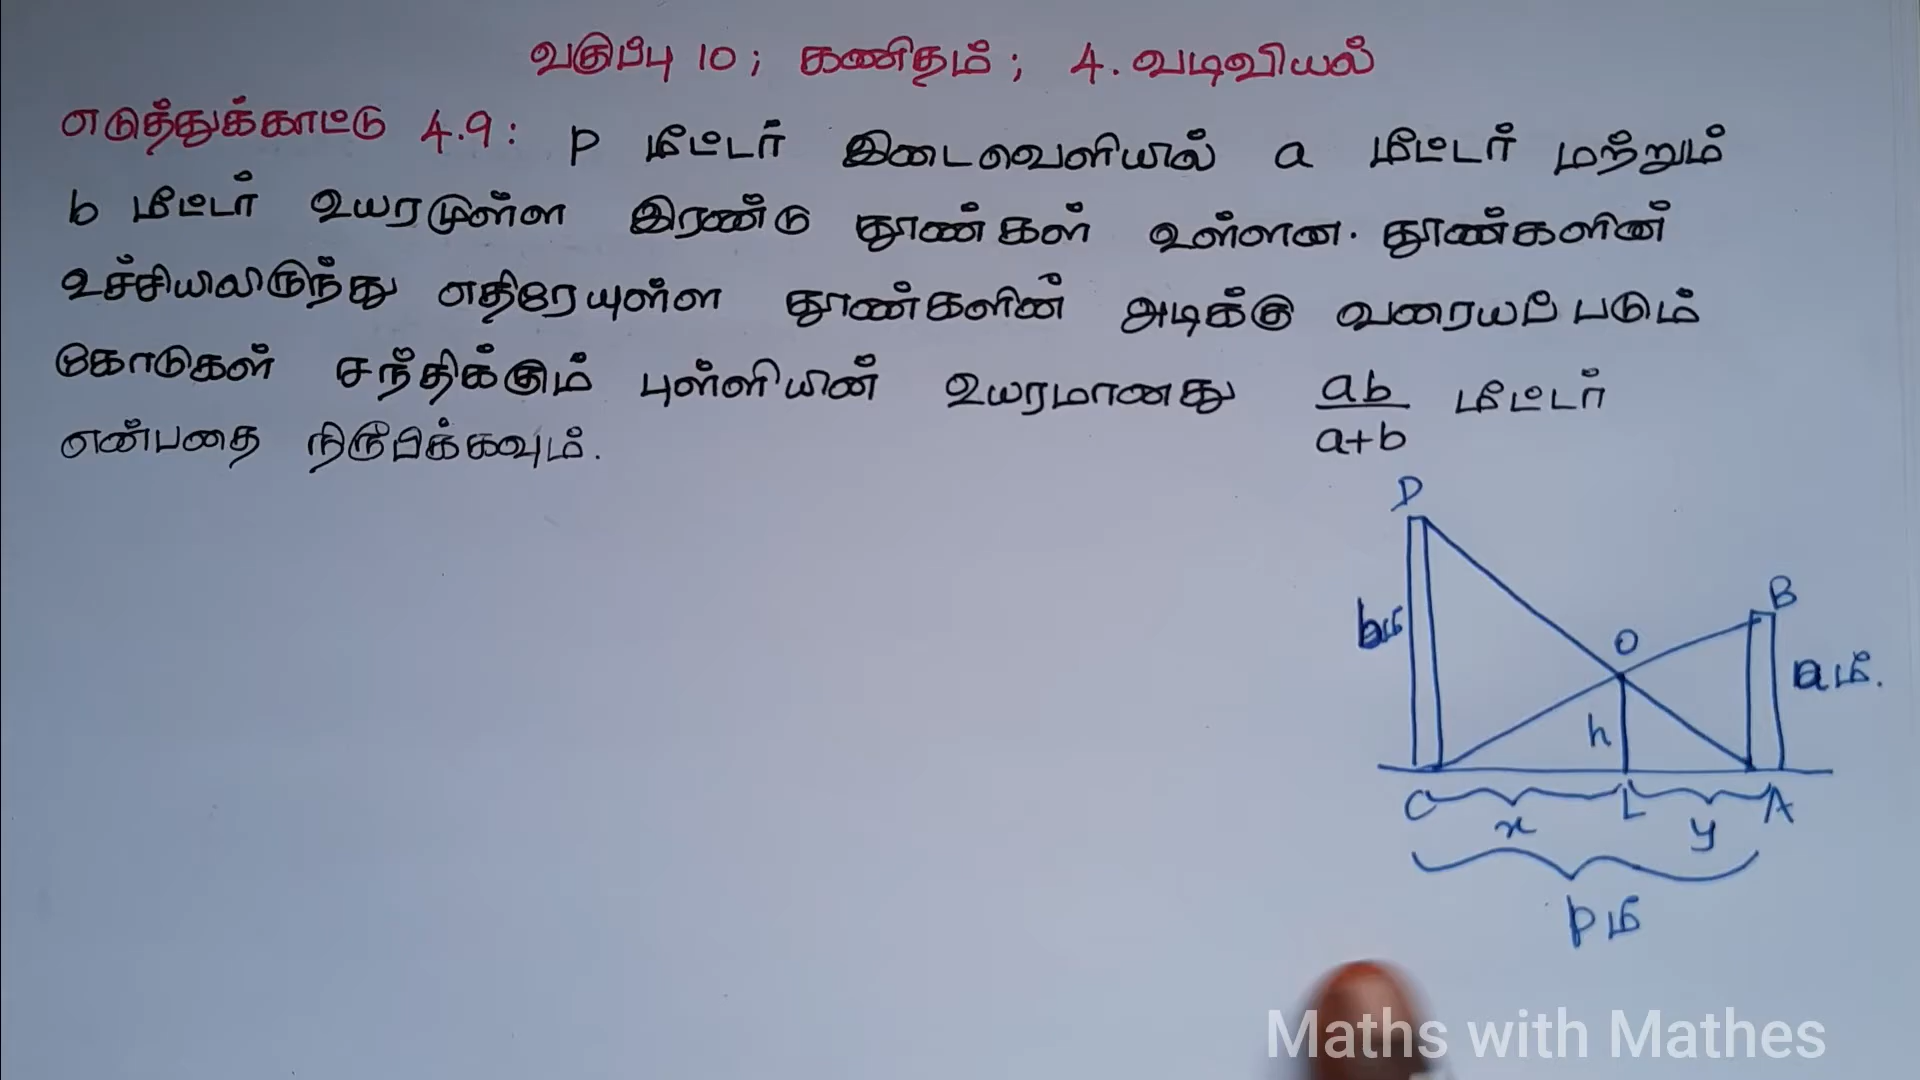 வகுப்பு 10; கணிதம்; 4. வடிவியல்
எடுத்துக்காட்டு 4.9: p மீட்டர் இடைவெளியில் a மீட்டர் மற்றும்
b மீட்டர் உயரமுள்ள இரண்டு தூண்கள் உள்ளன. தூண்களின்
உச்சியிலிருந்து எதிரேயுள்ள தூண்களின் அடிக்கு வரையப்படும்
கோடுகள் சந்திக்கும் புள்ளியின் உயரமானது ab/a+b மீட்டர்
என்பதை நிரூபிக்கவும்.
D
B
bமீ
O
aமீ.
h
C L A
x y
pமீ
Maths with Mathes